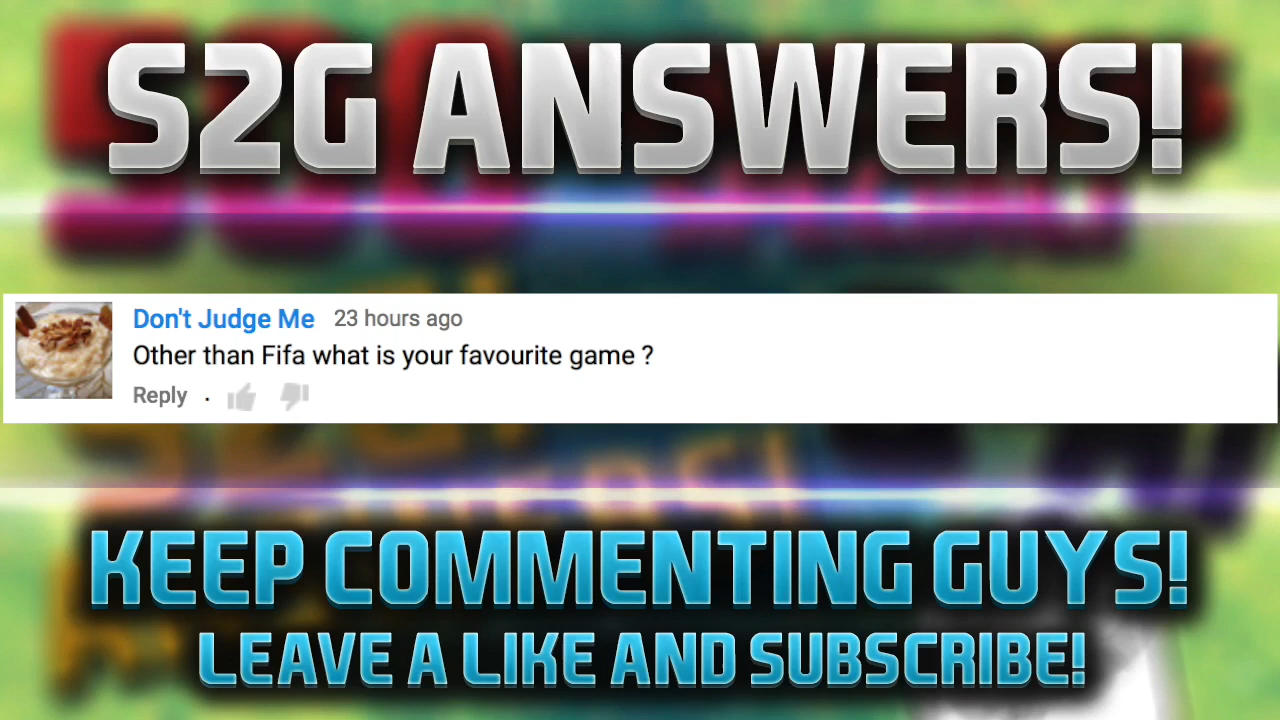 S2G ANSWERS!
Don't Judge Me 23 hours ago
Other than Fifa what is your favourite game ?
Reply .
KEEP COMMENTING GUYS!
LEAVE A LIKE AND SUBSCRIBE!